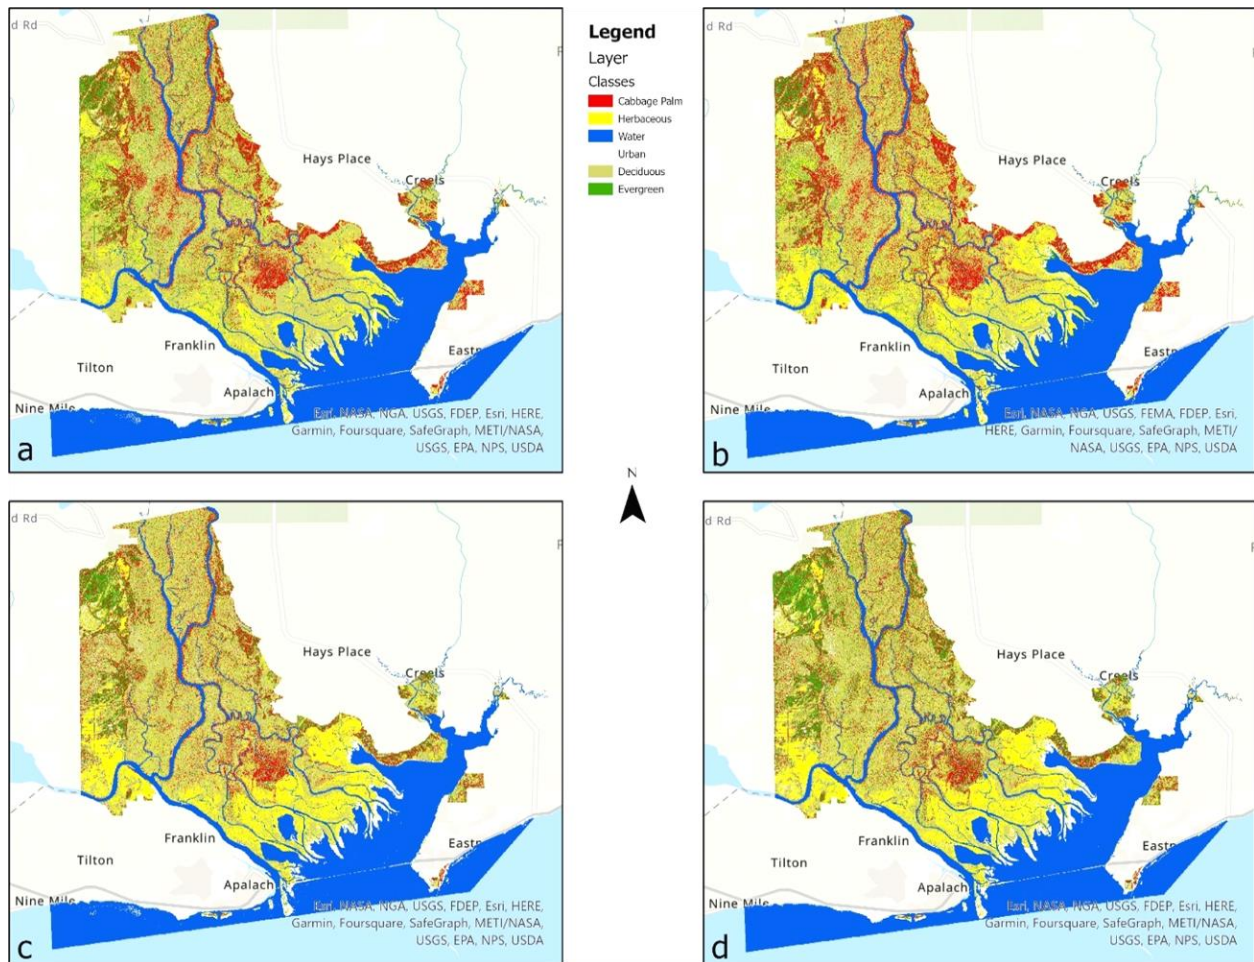 d Rd
F
Hays Place
Creels
Franklin
Eastp
Tilton
Apalach
Nine Mile
Esri, NASA, NGA, USGS, FDEP, Esri, HERE,
Garmin, Foursquare, SafeGraph, METI/NASA,
USGS, EPA, NPS, USDA
a
Legend
Layer
Classes
Cabbage Palm
Herbaceous
Water
Urban
Deciduous
Evergreen
N
d Rd
F
Hays Place
Creels
Franklin
Eastp
Tilton
Apalach
Nine Mile
Esri, NASA, NGA, USGS, FEMA, FDEP, Esri,
HERE, Garmin, Foursquare, SafeGraph, METI/
NASA, USGS, EPA, NPS, USDA
b
d Rd
F
Hays Place
Creels
Franklin
Eastp
Tilton
Apalach
Nine Mile
Esri, NASA, NGA, USGS, FDEP, Esri, HERE,
Garmin, Foursquare, SafeGraph, METI/NASA,
USGS, EPA, NPS, USDA
c
d Rd
F
Hays Place
Creels
Franklin
Eastp
Tilton
Apalach
Nine Mile
Esri, NASA, NGA, USGS, FDEP, Esri, HERE,
Garmin, Foursquare, SafeGraph, METI/NASA,
USGS, EPA, NPS, USDA
d